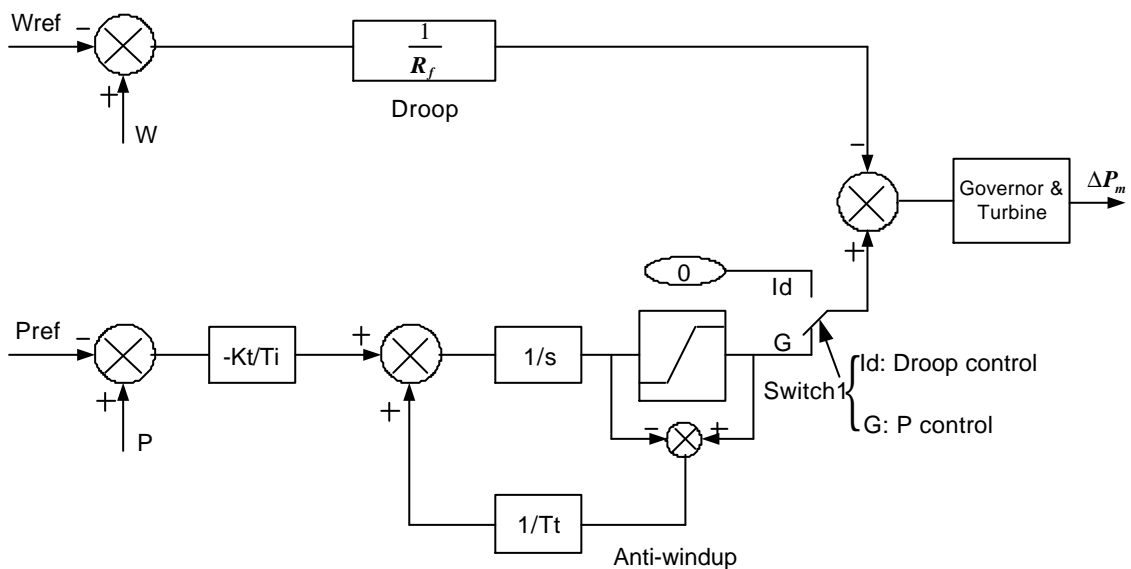 Wref
−
+
W
1
R_f
Droop
−
+
Governor &
Turbine
ΔP_m
0
Id
Pref
−
+
P
-Kt/Ti
+
+
1/s
G
Switch1
Id: Droop control
G: P control
−
+
1/Tt
Anti-windup